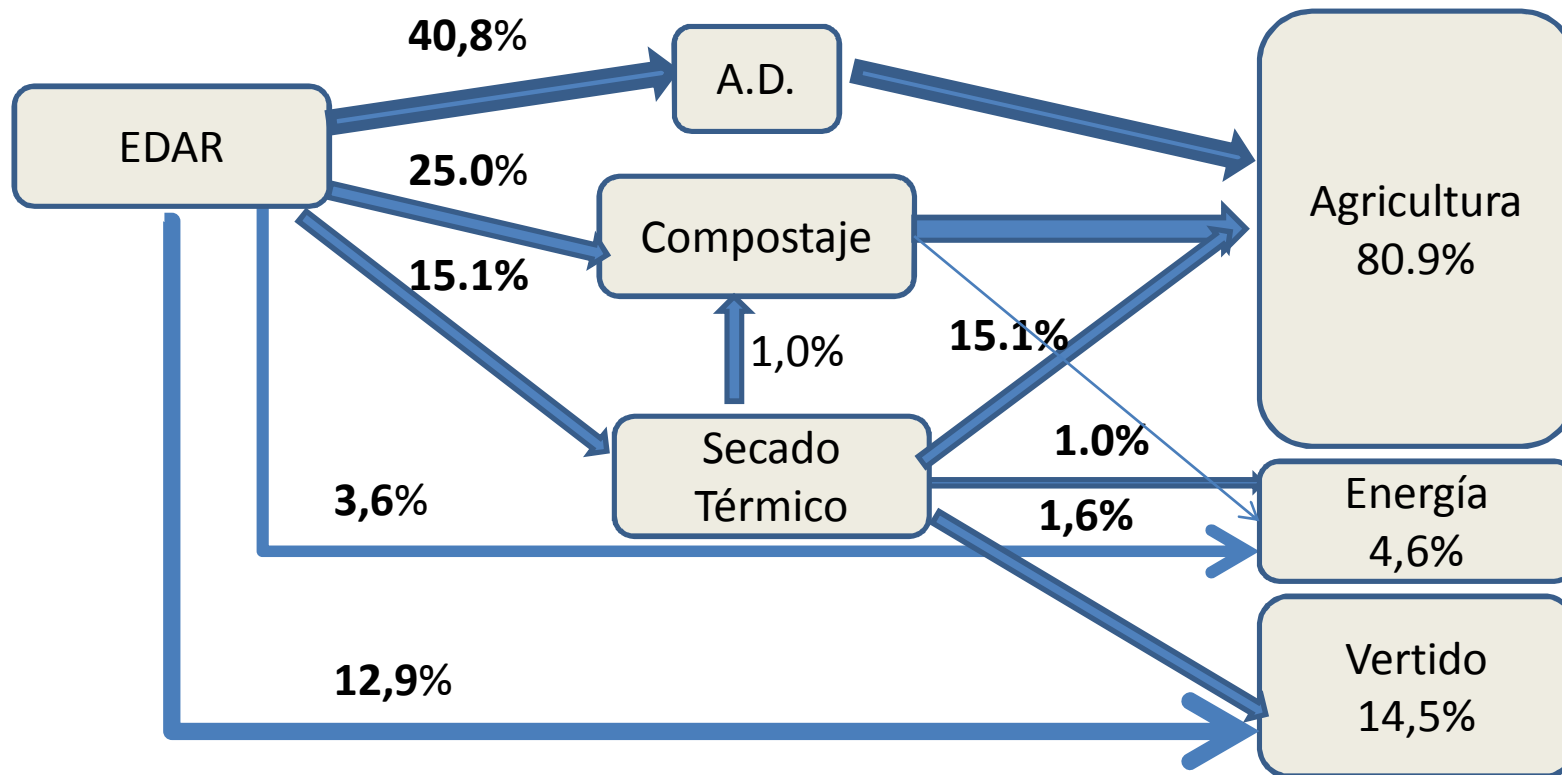 40,8%
A.D.
EDAR
25.0%
Compostaje
Agricultura
80.9%
15.1%
1,0%
15.1%
Secado
Térmico
1.0%
3,6%
1,6%
Energía
4,6%
12,9%
Vertido
14,5%